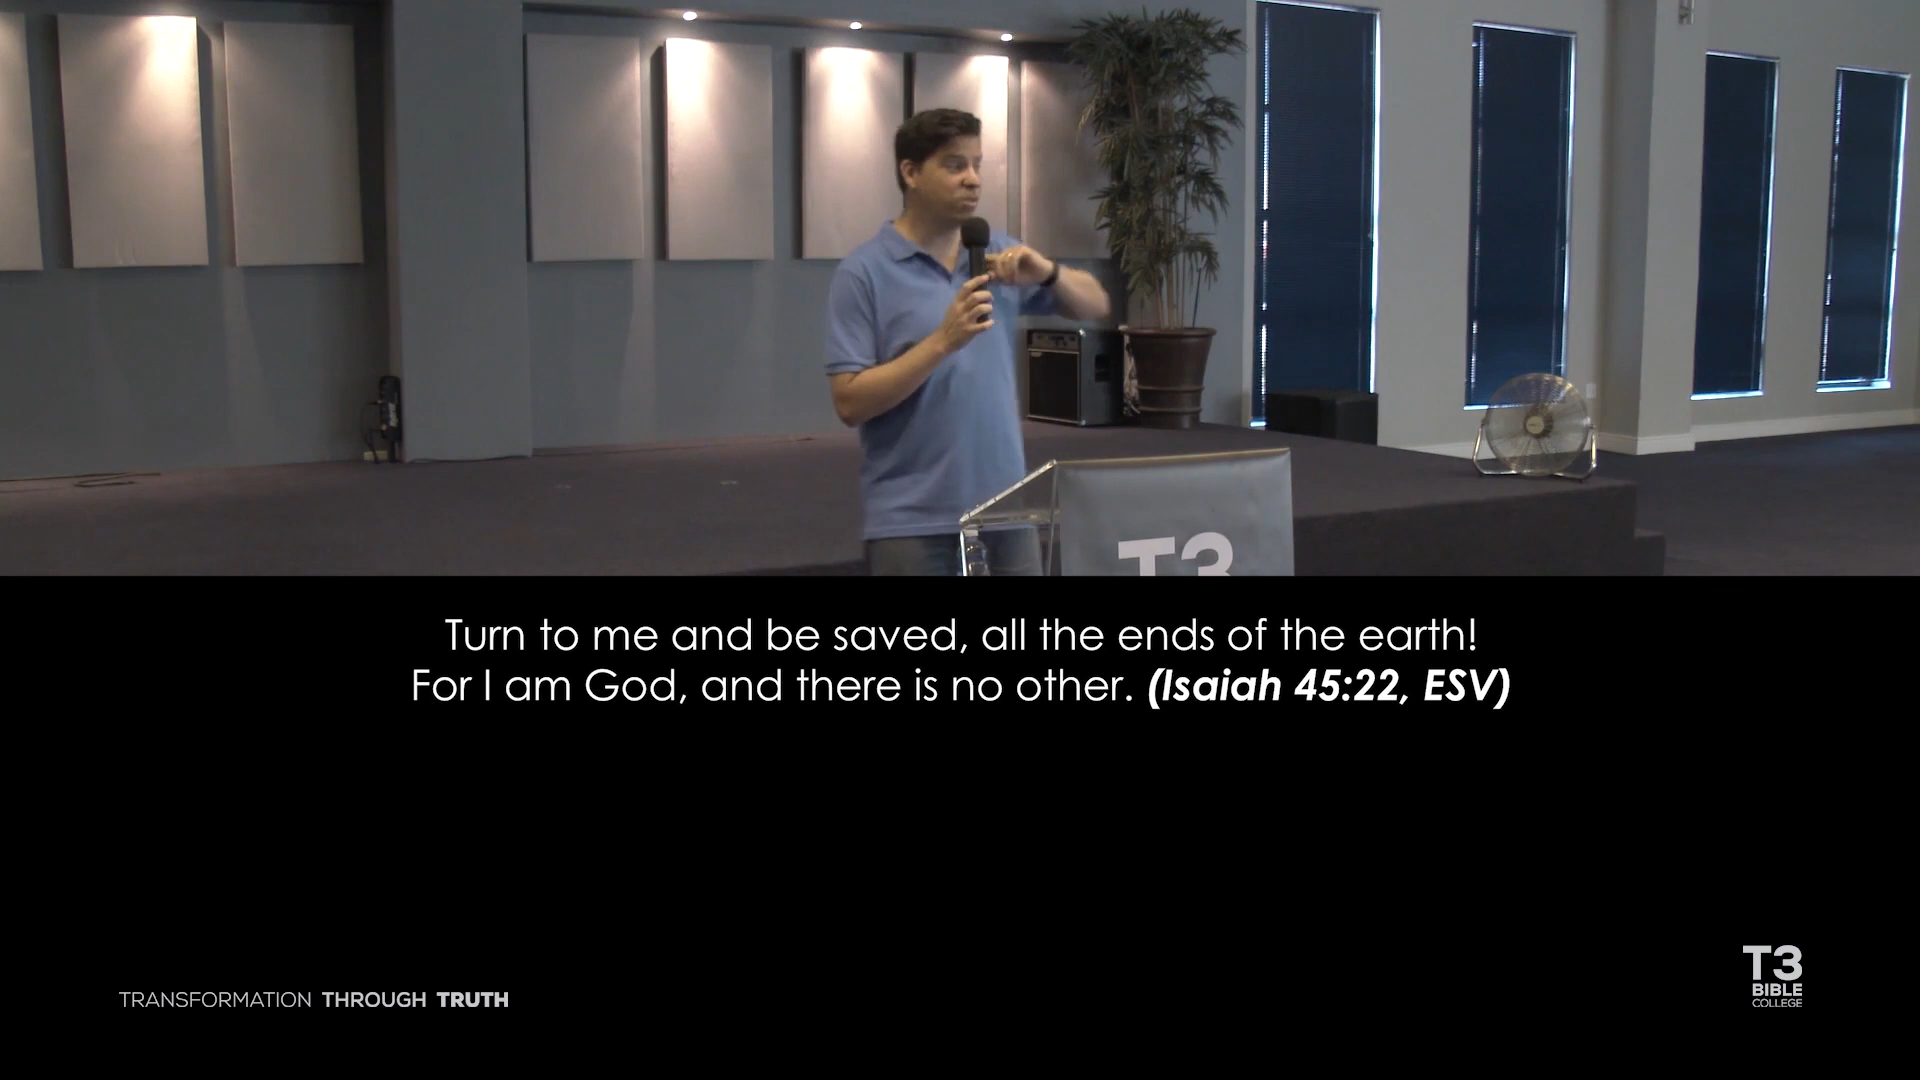 T3
Turn to me and be saved, all the ends of the earth!
For I am God, and there is no other. (Isaiah 45:22, ESV)
TRANSFORMATION THROUGH TRUTH
T3
BIBLE
COLLEGE